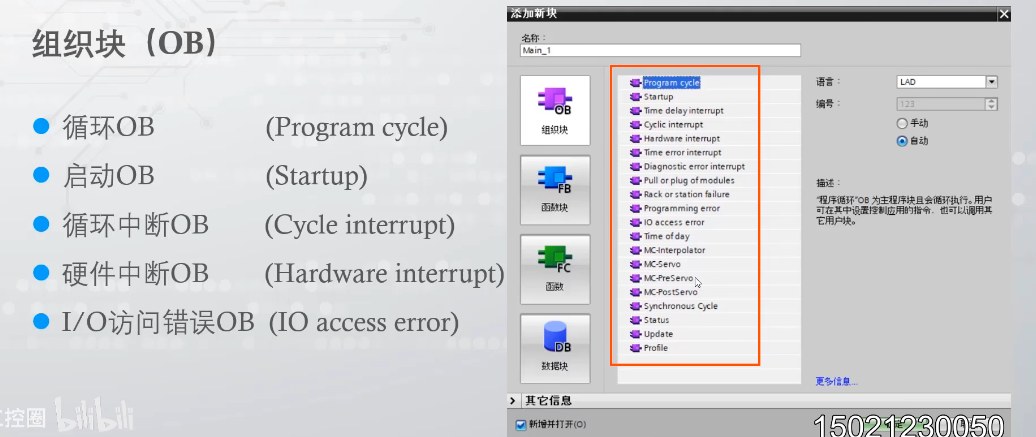 组织块（OB）
循环OB (Program cycle)
启动OB (Startup)
循环中断OB (Cycle interrupt)
硬件中断OB (Hardware interrupt)
I/O访问错误OB (IO access error)
工控圈 bilibili
添加新块
名称:
Main_1
OB
组织块
FB
函数块
FC
函数
DB
数据块
Program cycle
Startup
Time delay interrupt
Cyclic interrupt
Hardware interrupt
Time error interrupt
Diagnostic error interrupt
Pull or plug of modules
Rack or station failure
Programming error
IO access error
Time of day
MC-Interpolator
MC-Servo
MC-PreServo
MC-PostServo
Synchronous Cycle
Status
Update
Profile
语言:
LAD
编号:
123
手动
自动
描述:
“程序循环”OB 为主程序块且会循环执行。用户
可在其中设置控制应用的指令，也可以调用其
它用户块。
更多信息...
其它信息
新增并打开(O)
15021230050